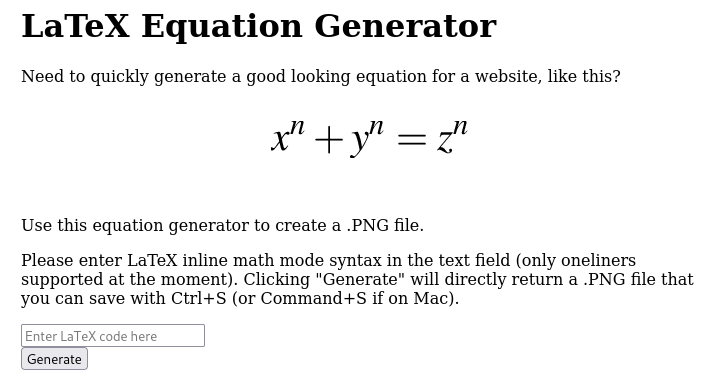 LaTeX Equation Generator
Need to quickly generate a good looking equation for a website, like this?
xⁿ + yⁿ = zⁿ
Use this equation generator to create a .PNG file.
Please enter LaTeX inline math mode syntax in the text field (only oneliners
supported at the moment). Clicking "Generate" will directly return a .PNG file that
you can save with Ctrl+S (or Command+S if on Mac).
Enter LaTeX code here
Generate